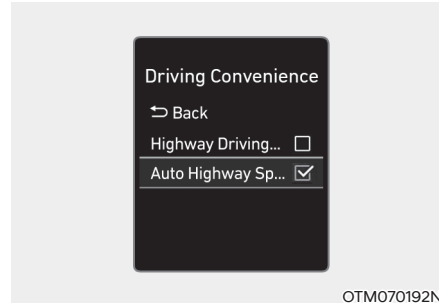 Driving Convenience
⮌ Back
Highway Driving...
Auto Highway Sp...
OTM070192N